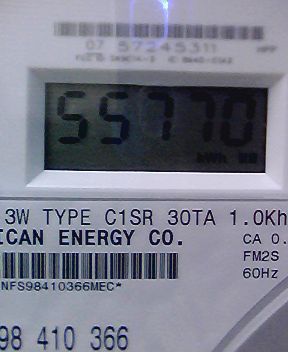 07 57245311
55770
kWh
3W TYPE C1SR 30TA 1.0Kh
ICAN ENERGY CO.
CA 0.
FM2S
60Hz
NFS98410366MEC*
98 410 366